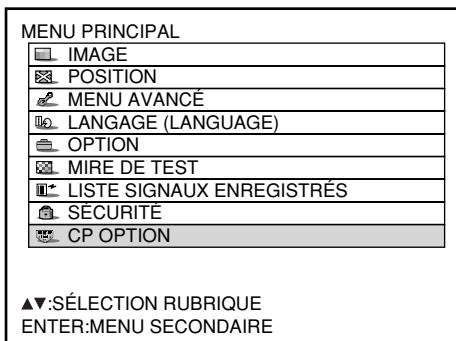 MENU PRINCIPAL
IMAGE
POSITION
MENU AVANCÉ
LANGAGE (LANGUAGE)
OPTION
MIRE DE TEST
LISTE SIGNAUX ENREGISTRÉS
SÉCURITÉ
CP OPTION
▲▼:SÉLECTION RUBRIQUE
ENTER:MENU SECONDAIRE